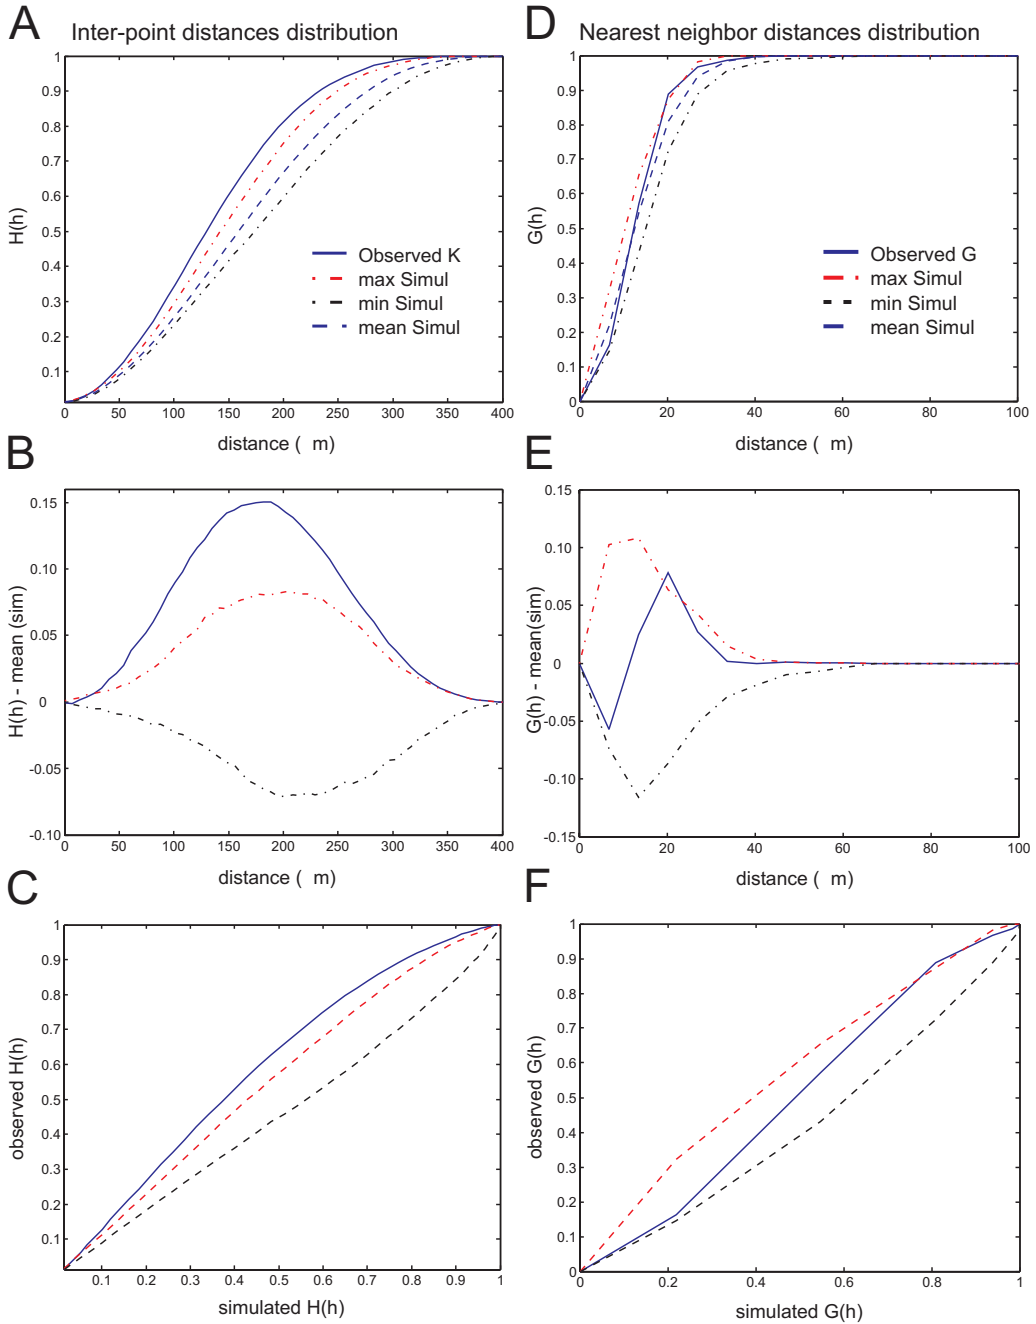 A
Inter-point distances distribution
1
0.9
0.8
0.7
0.6
0.5
0.4
0.3
0.2
0.1
H(h)
Observed K
max Simul
min Simul
mean Simul
0 50 100 150 200 250 300 350 400
distance ( m)
D
Nearest neighbor distances distribution
1
0.9
0.8
0.7
0.6
0.5
0.4
0.3
0.2
0.1
0
G(h)
Observed G
max Simul
min Simul
mean Simul
0 20 40 60 80 100
distance ( m)
B
0.15
0.10
0.05
0
-0.05
-0.10
H(h) - mean (sim)
0 50 100 150 200 250 300 350 400
distance ( m)
E
0.15
0.10
0.05
0
-0.05
-0.10
-0.15
G(h) - mean(sim)
0 20 40 60 80 100
distance ( m)
C
1
0.9
0.8
0.7
0.6
0.5
0.4
0.3
0.2
0.1
observed H(h)
0.1 0.2 0.3 0.4 0.5 0.6 0.7 0.8 0.9 1
simulated H(h)
F
1
0.9
0.8
0.7
0.6
0.5
0.4
0.3
0.2
0.1
0
observed G(h)
0 0.2 0.4 0.6 0.8 1
simulated G(h)